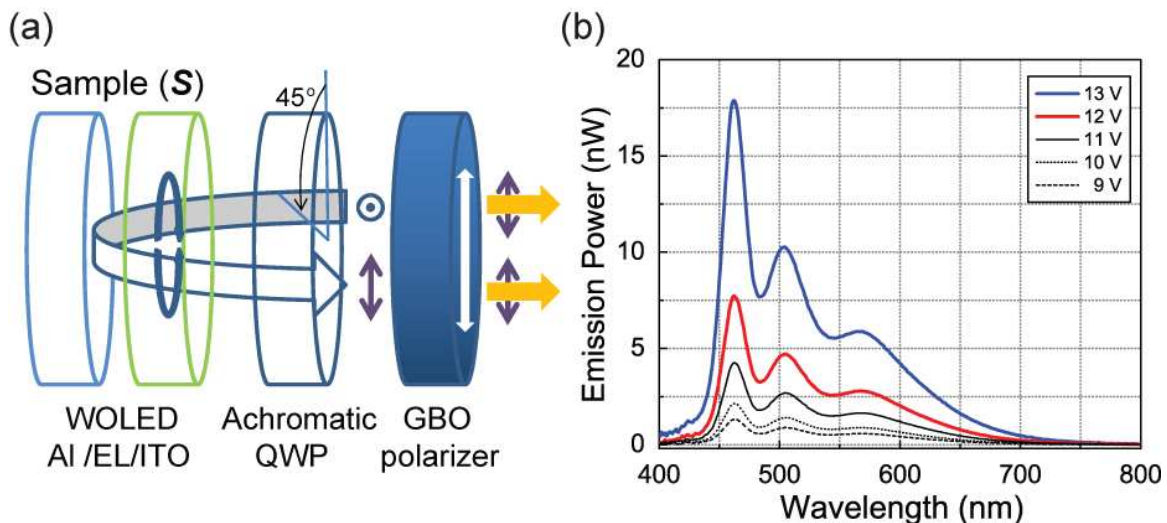 (a)
Sample (S)
45°
WOLED
Al /EL/ITO
Achromatic
QWP
GBO
polarizer
(b)
Emission Power (nW)
20
15
10
5
0
13 V
12 V
11 V
10 V
9 V
400
500
600
700
800
Wavelength (nm)